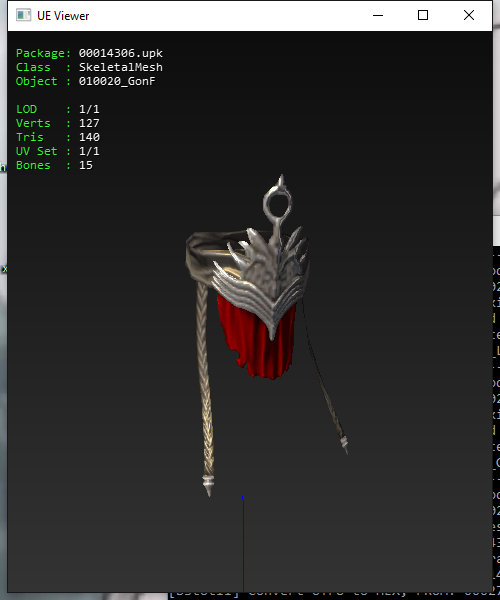 UE Viewer
Package: 00014306.upk
Class : SkeletalMesh
Object : 010020_GonF
LOD : 1/1
Verts : 127
Tris : 140
UV Set : 1/1
Bones : 15